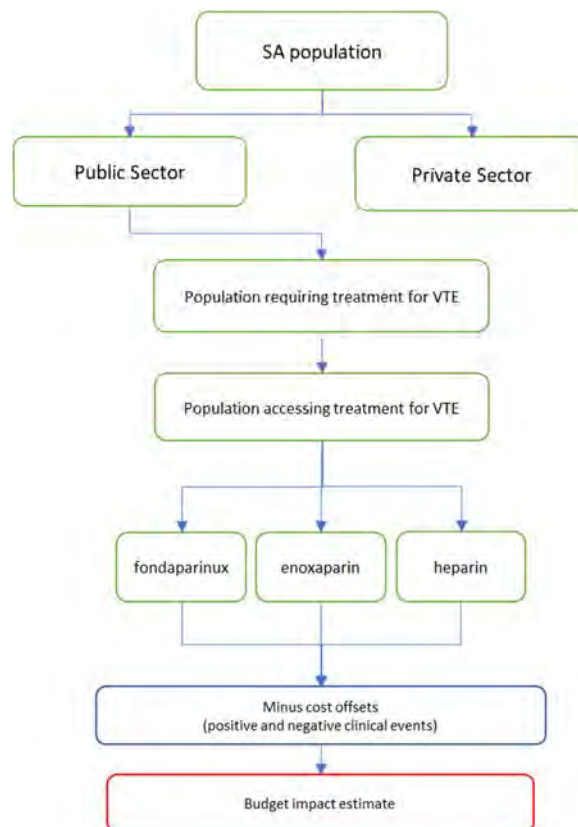 SA population
Public Sector
Private Sector
Population requiring treatment for VTE
Population accessing treatment for VTE
fondaparinux
enoxaparin
heparin
Minus cost offsets
(positive and negative clinical events)
Budget impact estimate